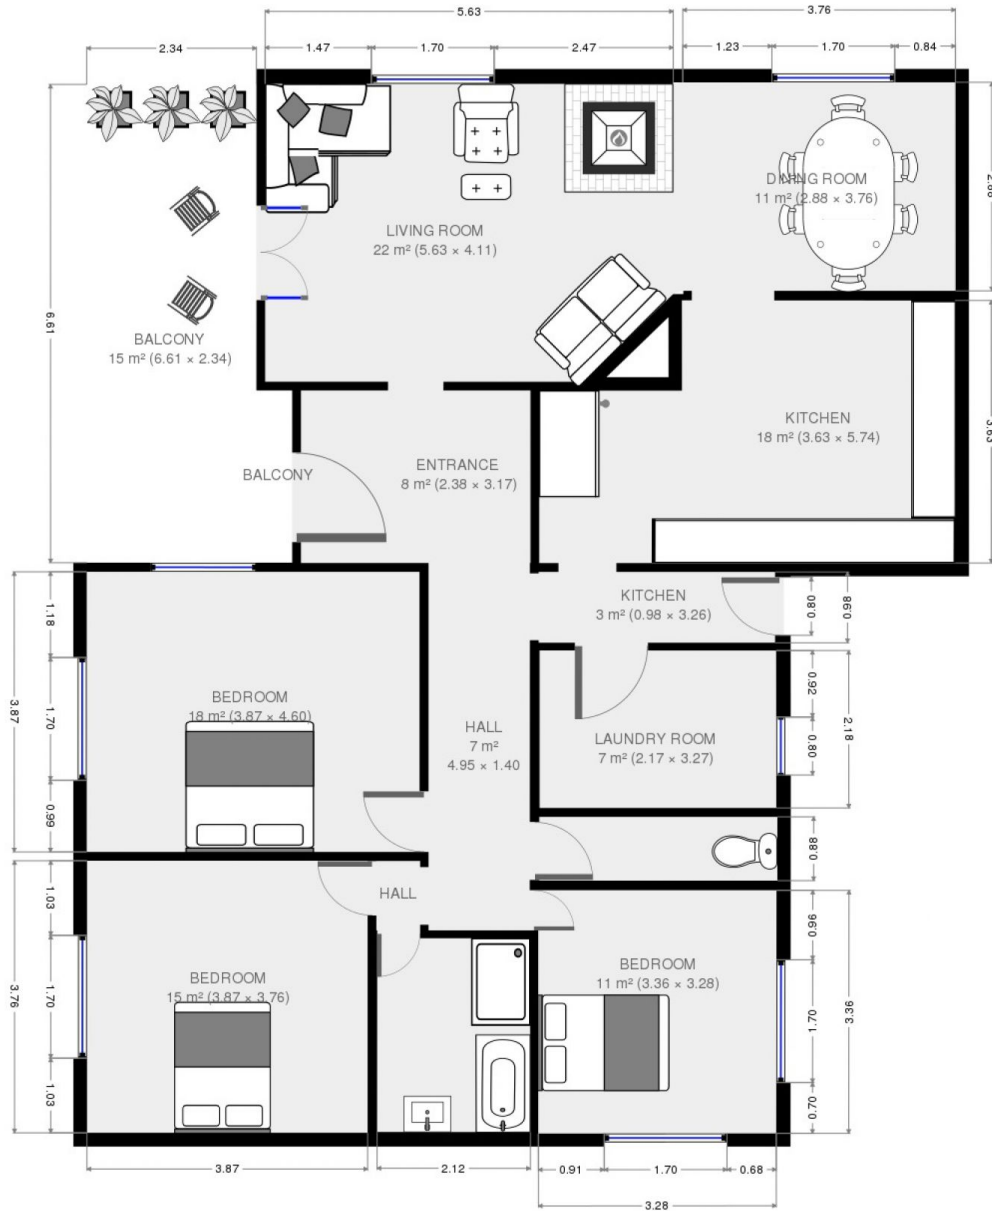 5.63
3.76
2.34
1.47
1.70
2.47
1.23
1.70
0.84
2.88
DINING ROOM
11 m² (2.88 × 3.76)
LIVING ROOM
22 m² (5.63 × 4.11)
6.61
BALCONY
15 m² (6.61 × 2.34)
KITCHEN
18 m² (3.63 × 5.74)
3.63
ENTRANCE
8 m² (2.38 × 3.17)
BALCONY
KITCHEN
3 m² (0.98 × 3.26)
0.80
0.98
1.18
3.87
1.70
0.99
BEDROOM
18 m² (3.87 × 4.60)
HALL
7 m²
4.95 × 1.40
LAUNDRY ROOM
7 m² (2.17 × 3.27)
0.92
0.80
2.18
0.88
HALL
1.03
3.76
1.70
1.03
BEDROOM
15 m² (3.87 × 3.76)
BEDROOM
11 m² (3.36 × 3.28)
0.96
1.71
0.70
3.36
3.87
2.12
0.91
1.70
0.68
3.28